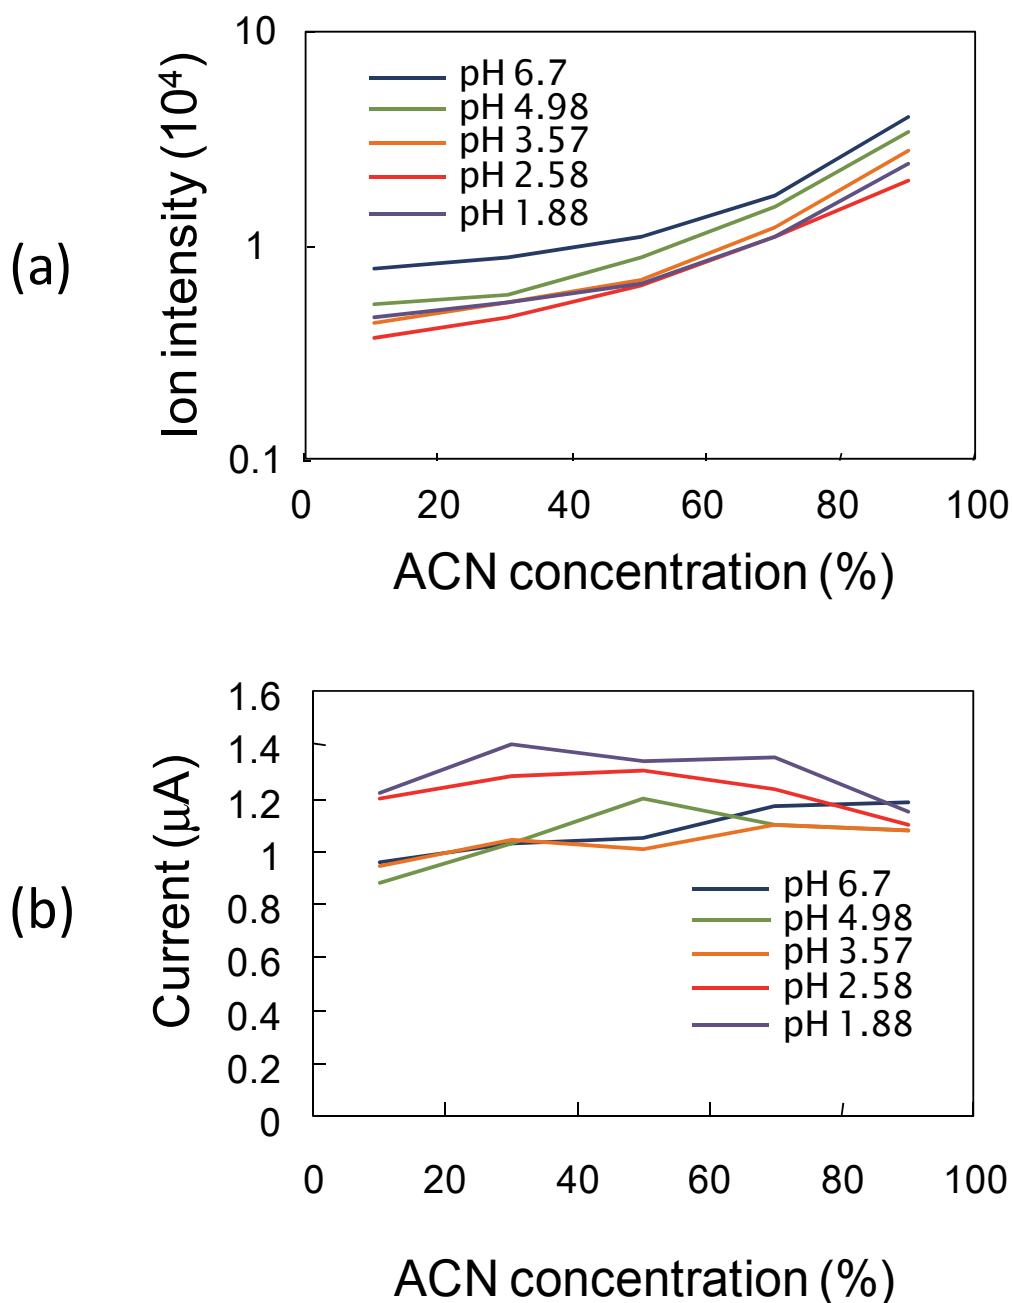 (a)
Ion intensity (10⁴)
10
1
0.1
pH 6.7
pH 4.98
pH 3.57
pH 2.58
pH 1.88
0 20 40 60 80 100
ACN concentration (%)
(b)
Current (µA)
1.6
1.4
1.2
1
0.8
0.6
0.4
0.2
0
pH 6.7
pH 4.98
pH 3.57
pH 2.58
pH 1.88
0 20 40 60 80 100
ACN concentration (%)